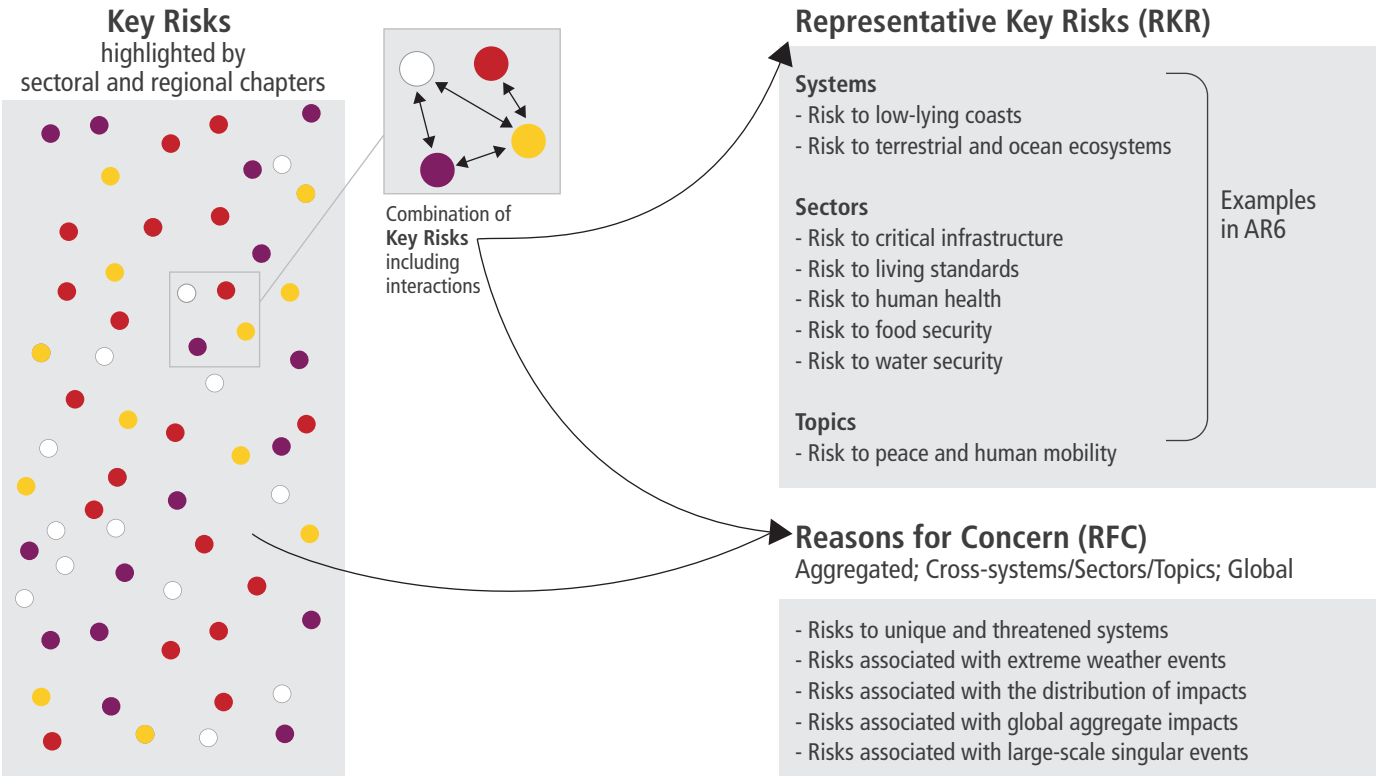 Key Risks
highlighted by
sectoral and regional chapters
Combination of
Key Risks
including
interactions
Representative Key Risks (RKR)
Systems
- Risk to low-lying coasts
- Risk to terrestrial and ocean ecosystems
Sectors
- Risk to critical infrastructure
- Risk to living standards
- Risk to human health
- Risk to food security
- Risk to water security
Topics
- Risk to peace and human mobility
Examples
in AR6
Reasons for Concern (RFC)
Aggregated; Cross-systems/Sectors/Topics; Global
- Risks to unique and threatened systems
- Risks associated with extreme weather events
- Risks associated with the distribution of impacts
- Risks associated with global aggregate impacts
- Risks associated with large-scale singular events